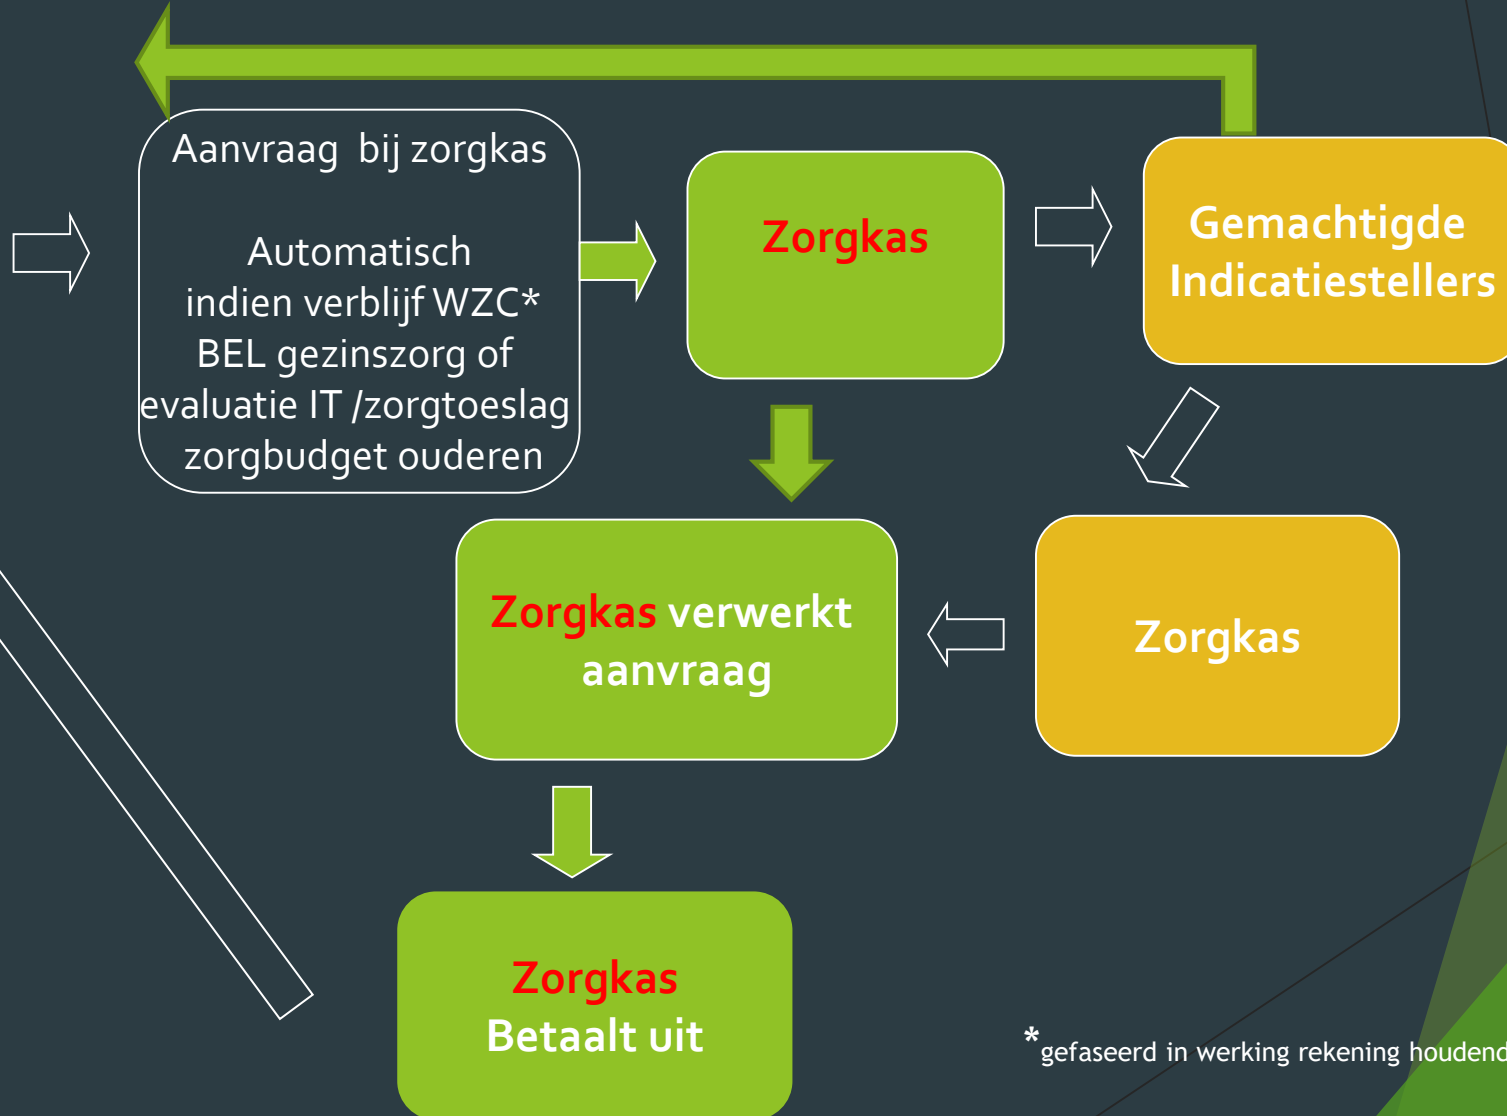 Aanvraag bij zorgkas
Automatisch
indien verblijf WZC*
BEL gezinszorg of
evaluatie IT /zorgtoeslag
zorgbudget ouderen
Zorgkas
Gemachtigde
Indicatiestellers
Zorgkas verwerkt
aanvraag
Zorgkas
Zorgkas
Betaalt uit
*gefaseerd in werking rekening houdend